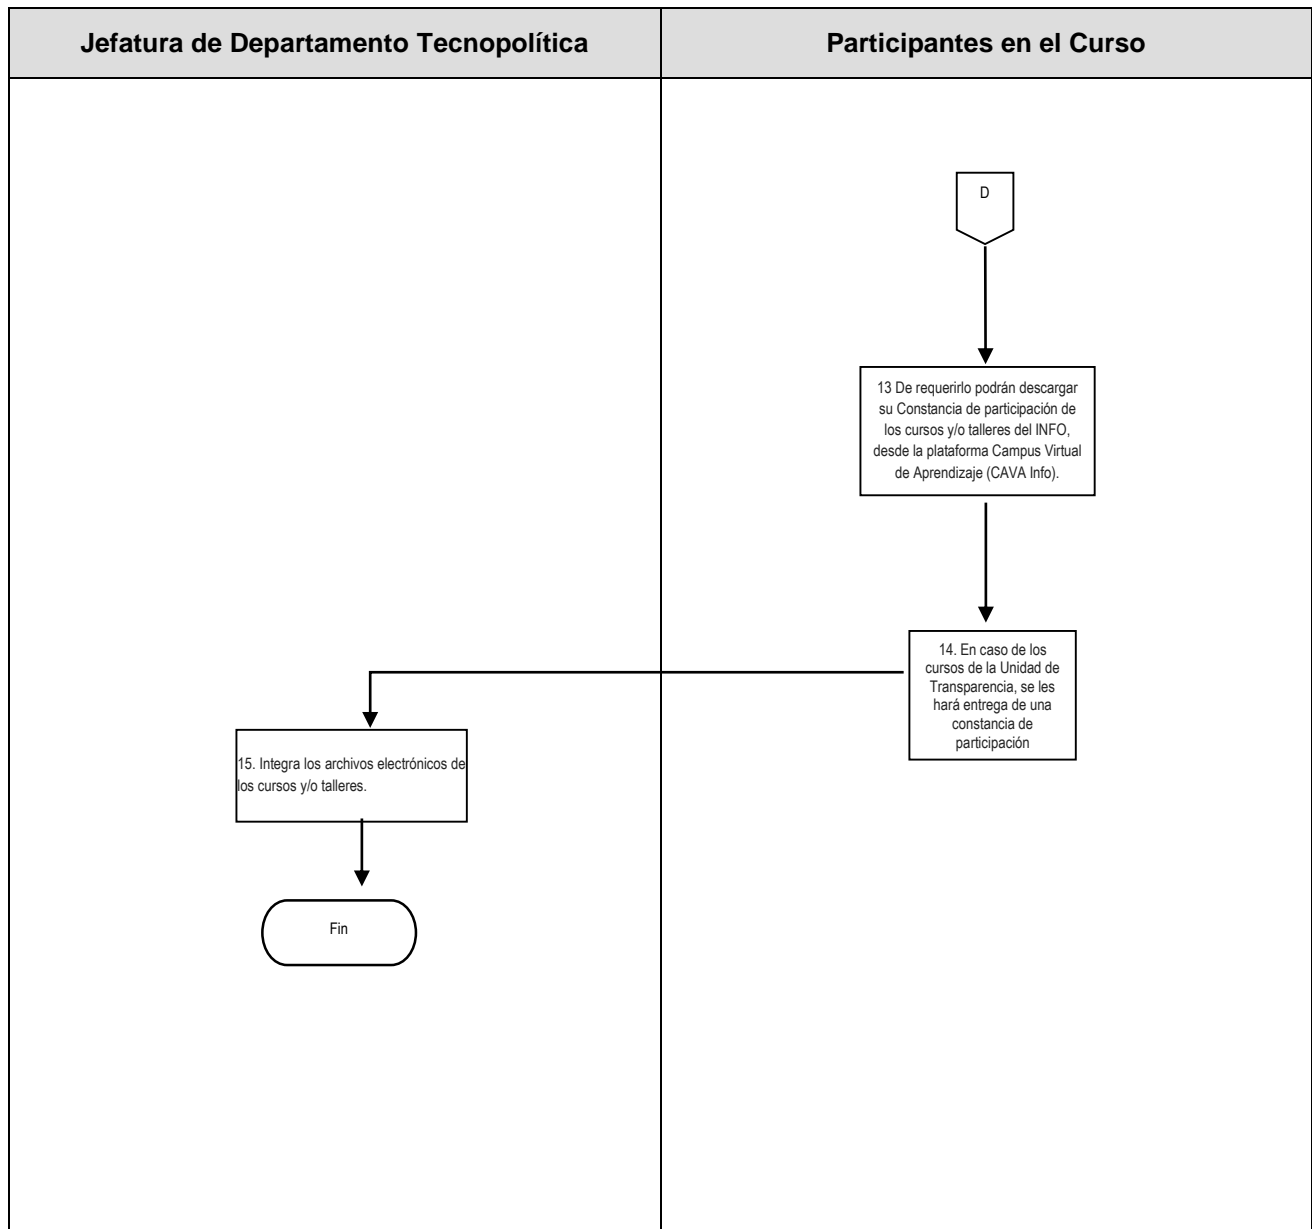 Jefatura de Departamento Tecnopolítica
Participantes en el Curso
D
13 De requerirlo podrán descargar
su Constancia de participación de
los cursos y/o talleres del INFO,
desde la plataforma Campus Virtual
de Aprendizaje (CAVA Info).
14. En caso de los
cursos de la Unidad de
Transparencia, se les
hará entrega de una
constancia de
participación
15. Integra los archivos electrónicos de
los cursos y/o talleres.
Fin